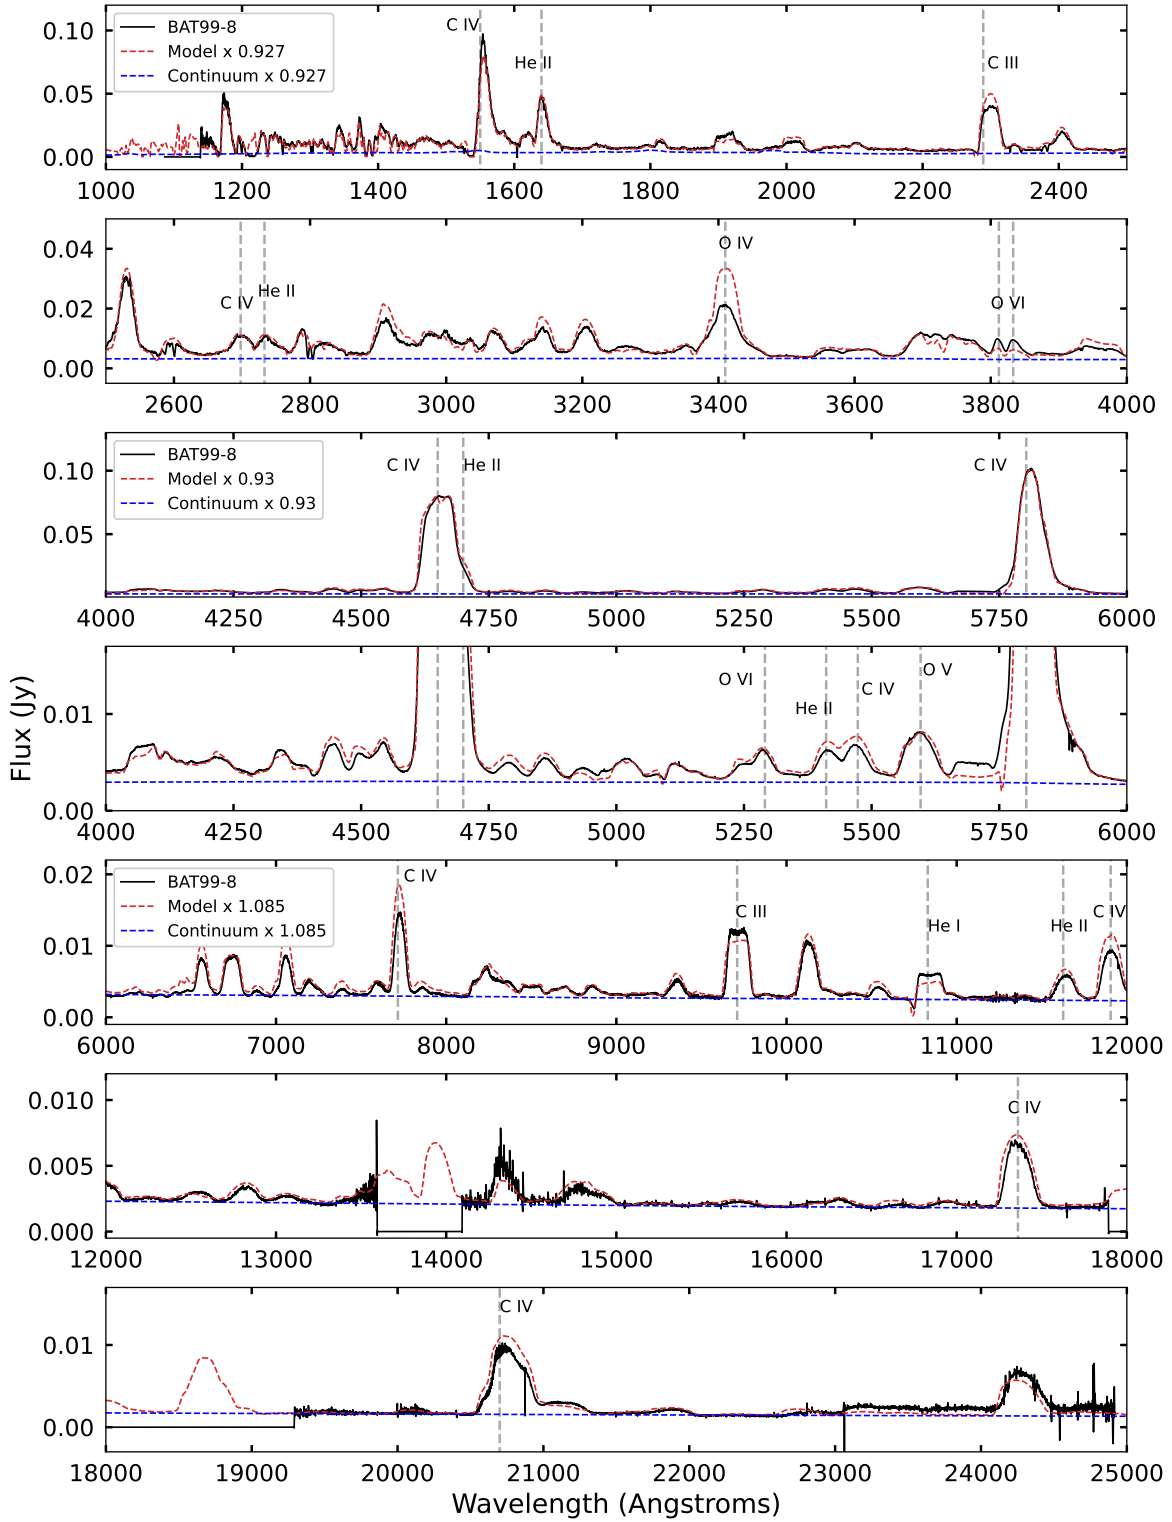 BAT99-8
Model x 0.927
Continuum x 0.927
C IV
He II
C III
0.10
0.05
0.00
1000 1200 1400 1600 1800 2000 2200 2400
O IV
C IV
He II
O VI
0.04
0.02
0.00
2600 2800 3000 3200 3400 3600 3800 4000
BAT99-8
Model x 0.93
Continuum x 0.93
C IV
He II
C IV
0.10
0.05
4000 4250 4500 4750 5000 5250 5500 5750 6000
O VI
He II
C IV
O V
0.01
0.00
4000 4250 4500 4750 5000 5250 5500 5750 6000
Flux (Jy)
BAT99-8
Model x 1.085
Continuum x 1.085
C IV
C III
He I
He II
C IV
0.02
0.01
0.00
6000 7000 8000 9000 10000 11000 12000
C IV
0.010
0.005
0.000
12000 13000 14000 15000 16000 17000 18000
C IV
0.01
0.00
18000 19000 20000 21000 22000 23000 24000 25000
Wavelength (Angstroms)